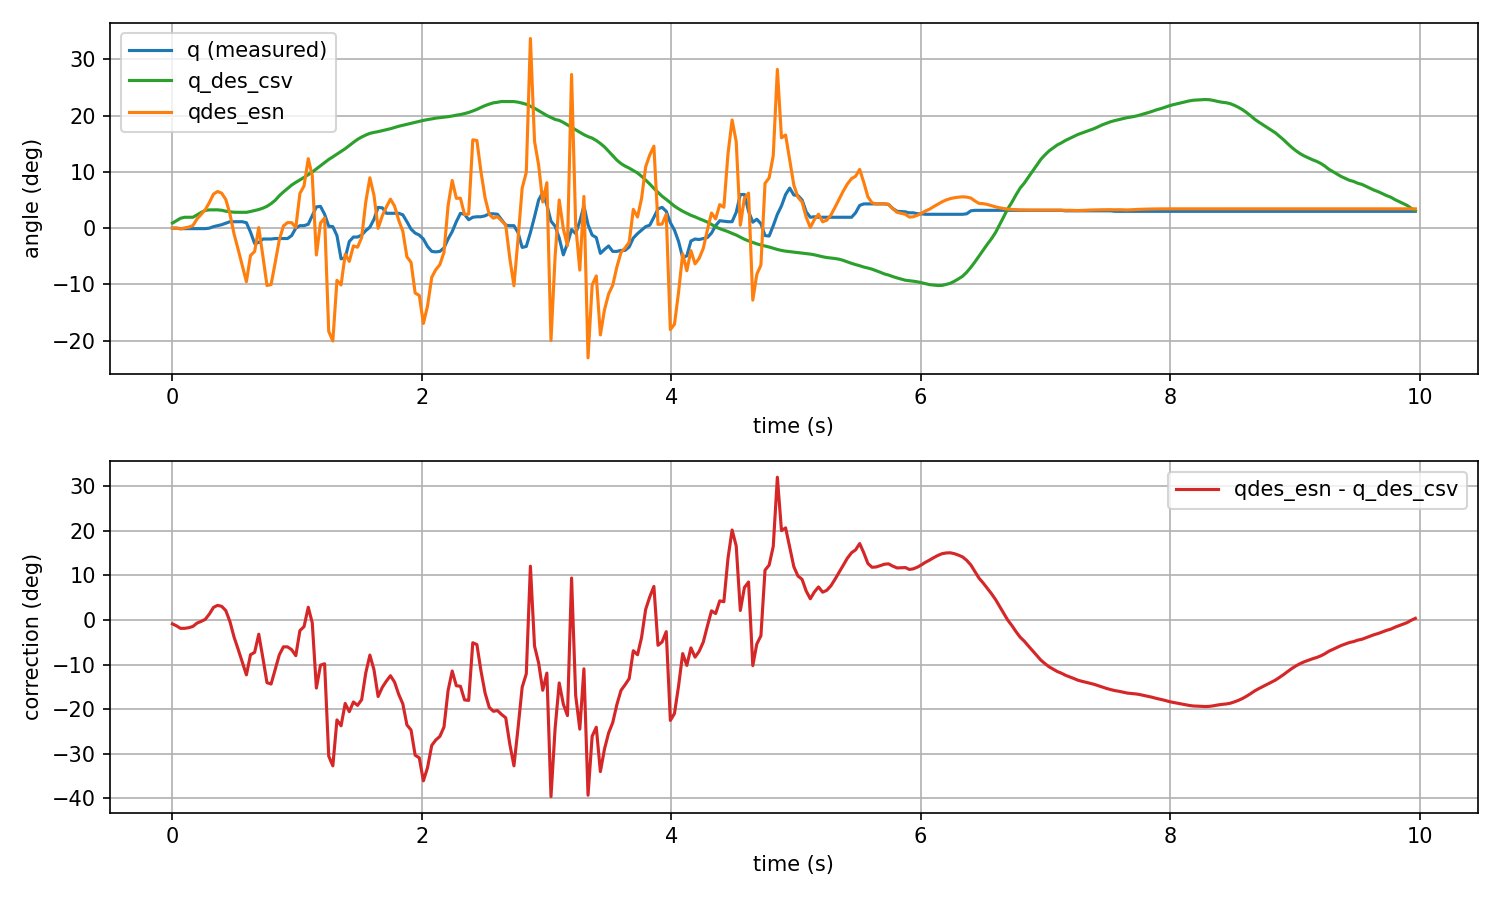 30
20
10
0
−10
−20
angle (deg)
q (measured)
q_des_csv
qdes_esn
0 2 4 6 8 10
time (s)
30
20
10
0
−10
−20
−30
−40
correction (deg)
qdes_esn - q_des_csv
0 2 4 6 8 10
time (s)